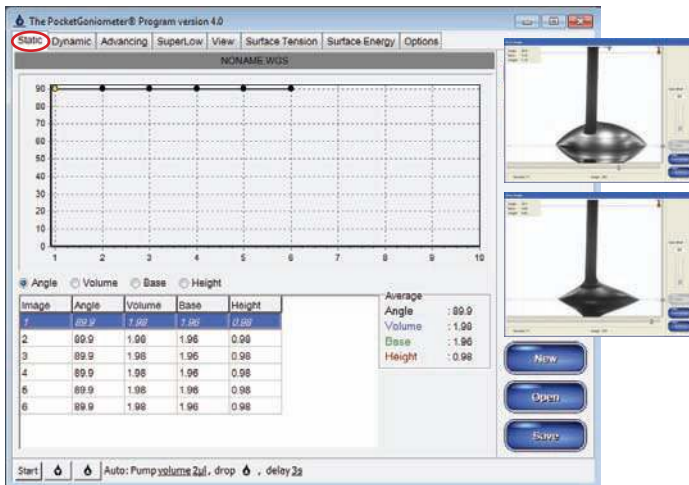 The PocketGoniometer® Program version 4.0
Static Dynamic Advancing SuperLow View Surface Tension Surface Energy Options
NONAME.WGS
90
80
70
60
50
40
30
20
10
0
1 2 3 4 5 6 7 8 9 10
Angle Volume Base Height
Image Angle Volume Base Height
1 89.9 1.98 1.96 0.98
2 89.9 1.98 1.96 0.98
3 89.9 1.98 1.96 0.98
4 89.9 1.98 1.96 0.98
5 89.9 1.98 1.96 0.98
6 89.9 1.98 1.96 0.98
Average
Angle : 89.9
Volume : 1.98
Base : 1.96
Height : 0.98
New
Open
Save
Start Auto: Pump volume 2µl, drop , delay 3s